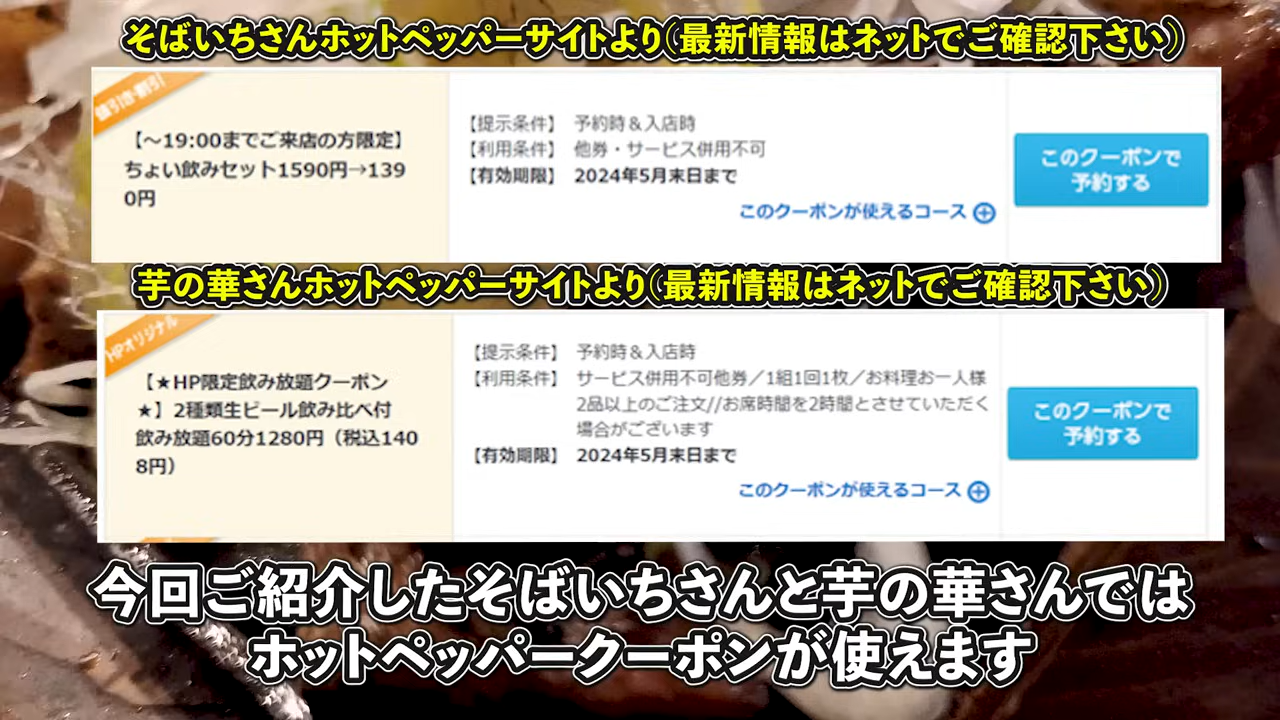 そばいちさんホットペッパーサイトより(最新情報はネットでご確認下さい)
値引き・割引
【~19:00までご来店の方限定】
ちょい飲みセット1590円→139
0円
【提示条件】 予約時&入店時
【利用条件】 他券・サービス併用不可
【有効期限】 2024年5月末日まで
このクーポンが使えるコース
このクーポンで
予約する
芋の華さんホットペッパーサイトより(最新情報はネットでご確認下さい)
HPオリジナル
【★HP限定飲み放題クーポン
★】2種類生ビール飲み比べ付
飲み放題60分1280円(税込140
8円)
【提示条件】 予約時&入店時
【利用条件】 サービス併用不可他券/1組1回1枚/お料理お一人様
2品以上のご注文//お席時間を2時間とさせていただく
場合がございます
【有効期限】 2024年5月末日まで
このクーポンが使えるコース
このクーポンで
予約する
今回ご紹介したそばいちさんと芋の華さんでは
ホットペッパークーポンが使えます